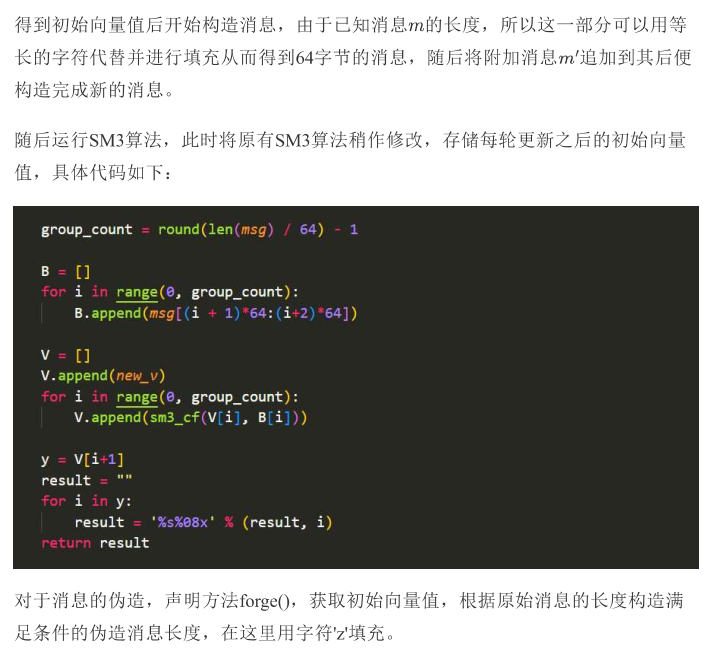 得到初始向量值后开始构造消息，由于已知消息m的长度，所以这一部分可以用等
长的字符代替并进行填充从而得到64字节的消息，随后将附加消息m′追加到其后便
构造完成新的消息。
随后运行SM3算法，此时将原有SM3算法稍作修改，存储每轮更新之后的初始向量
值，具体代码如下：
group_count = round(len(msg) / 64) - 1
B = []
for i in range(0, group_count):
    B.append(msg[(i + 1)*64:(i+2)*64])
V = []
V.append(new_v)
for i in range(0, group_count):
    V.append(sm3_cf(V[i], B[i]))
y = V[i+1]
result = ""
for i in y:
    result = '%s%08x' % (result, i)
return result
对于消息的伪造，声明方法forge()，获取初始向量值，根据原始消息的长度构造满
足条件的伪造消息长度，在这里用字符'z'填充。